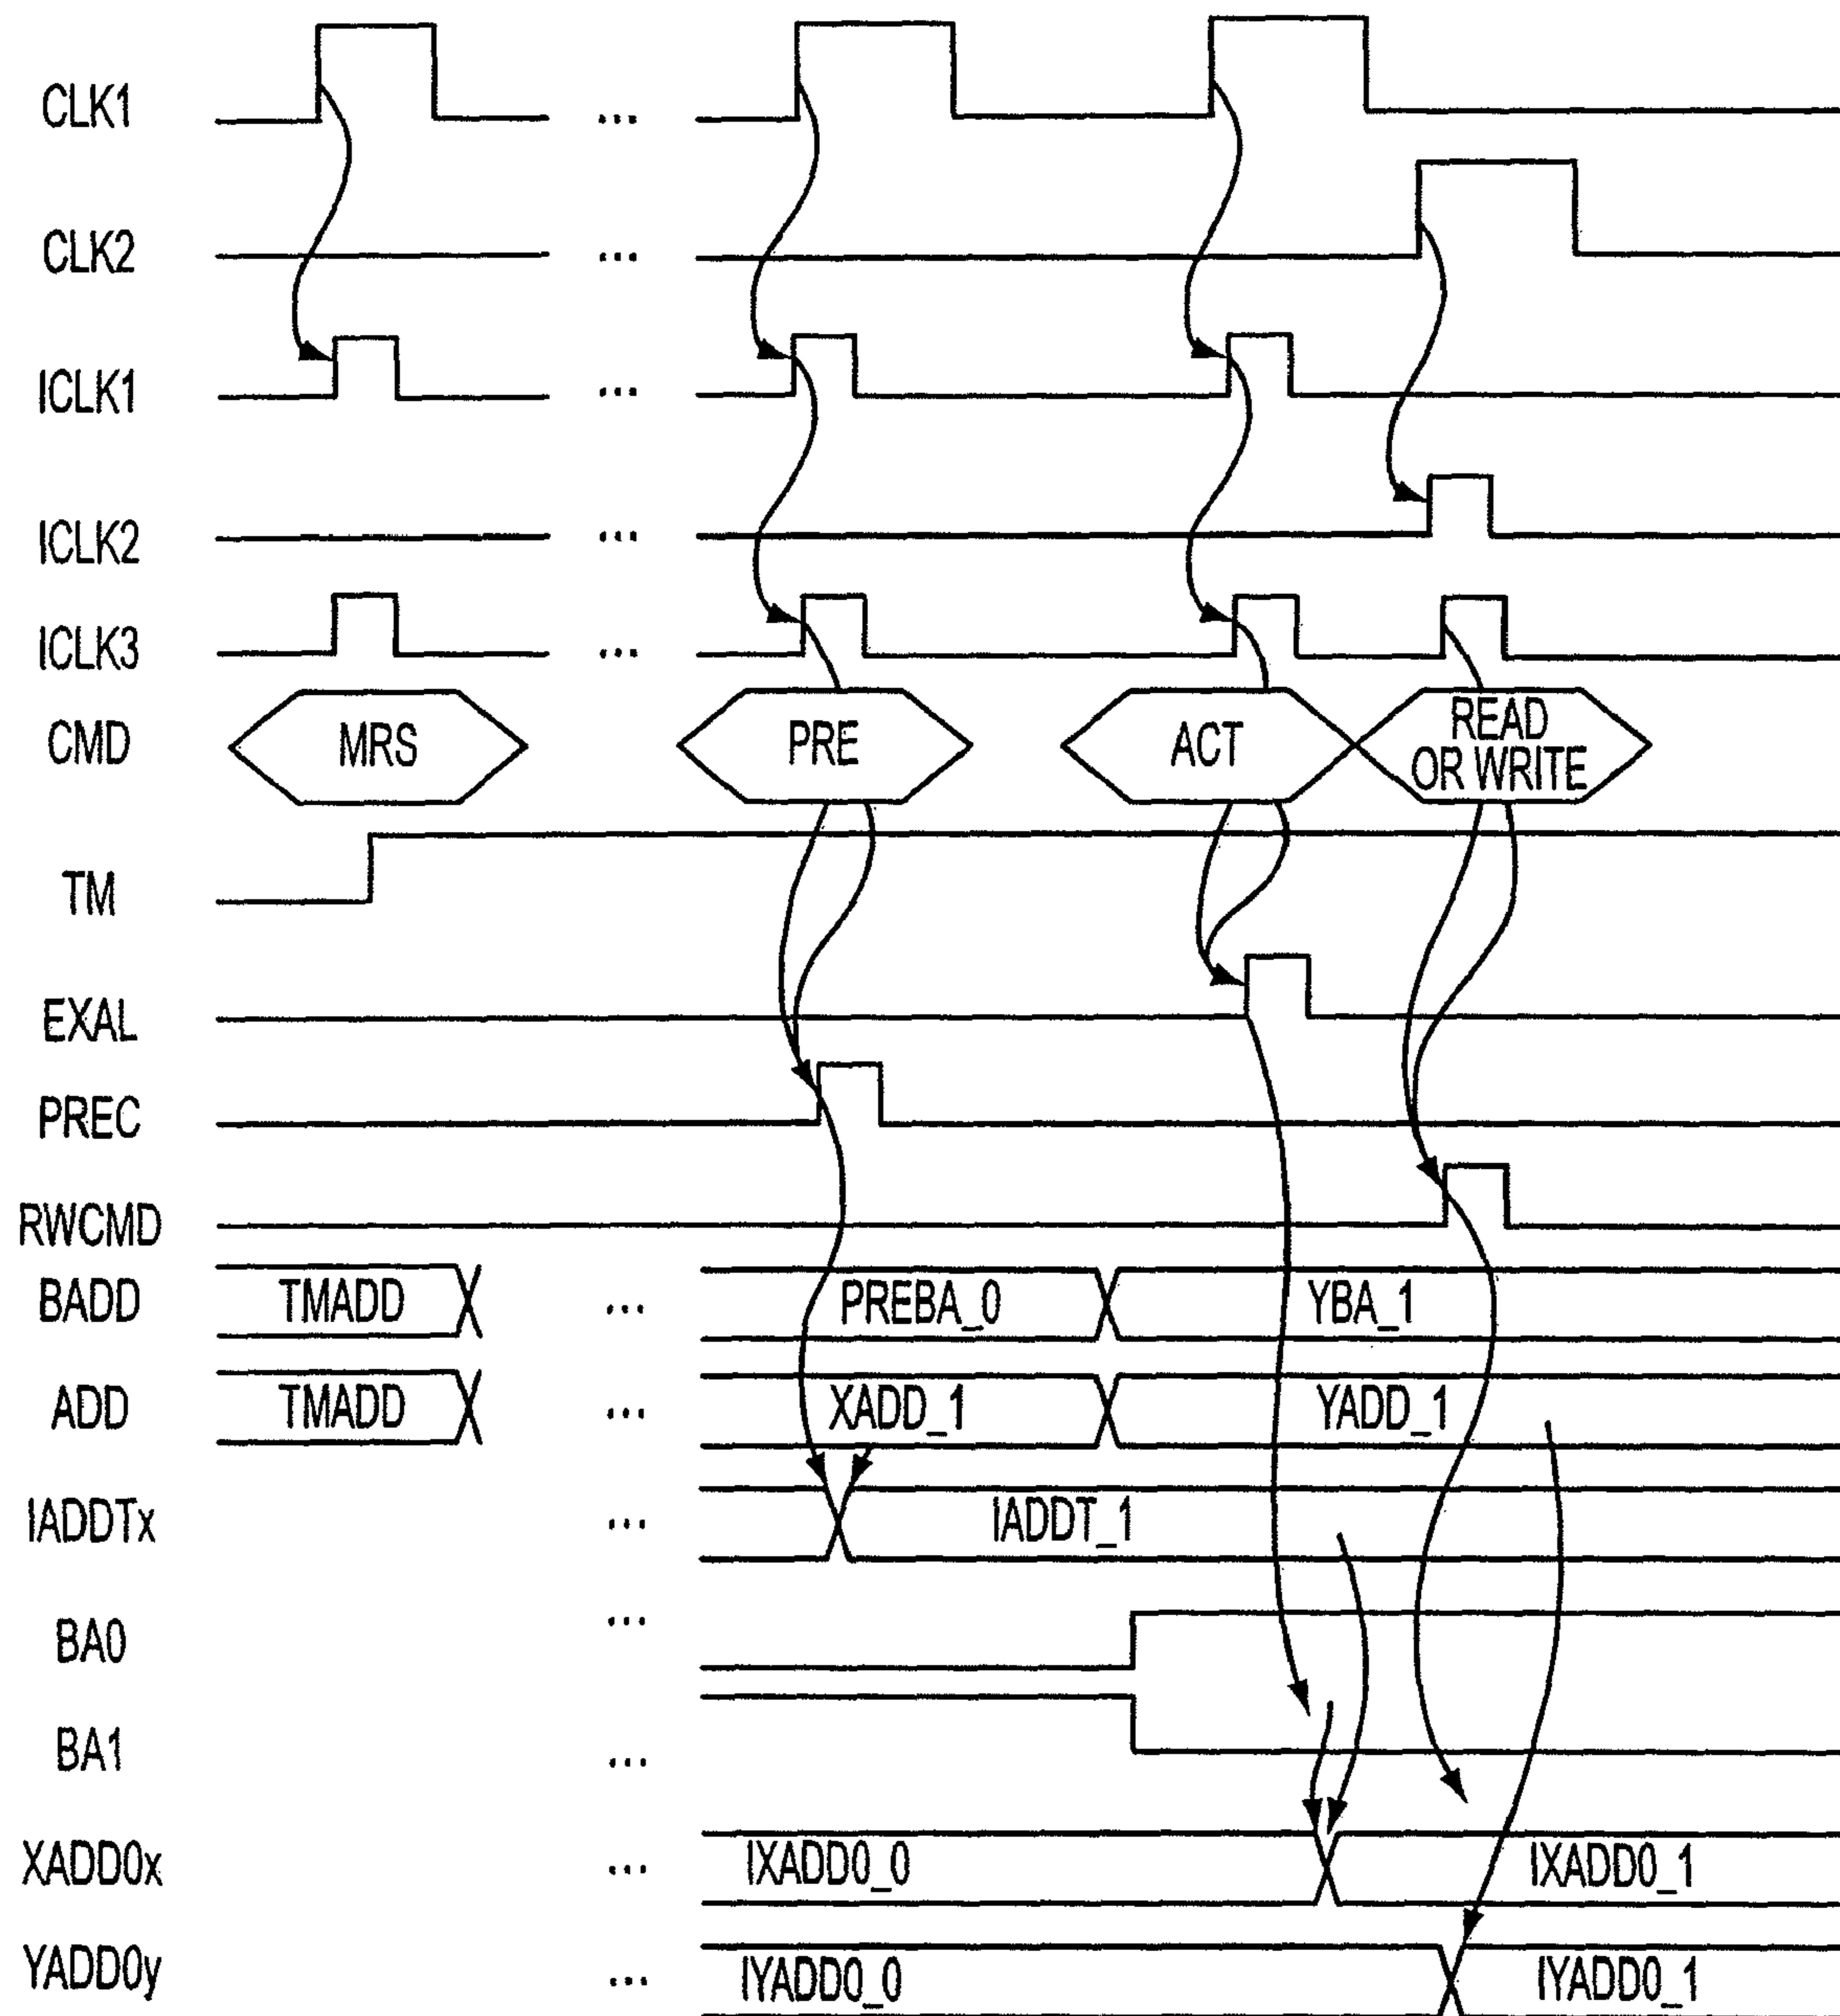 CLK1 ...
CLK2 ...
ICLK1 ...
ICLK2 ...
ICLK3 ...
CMD MRS PRE ACT READ OR WRITE
TM
EXAL
PREC
RWCMD
BADD TMADD ... PREBA_0 YBA_1
ADD TMADD ... XADD_1 YADD_1
IADDTx ... IADDT_1
BA0 ...
BA1 ...
XADD0x ... IXADD0_0 IXADD0_1
YADD0y ... IYADD0_0 IYADD0_1